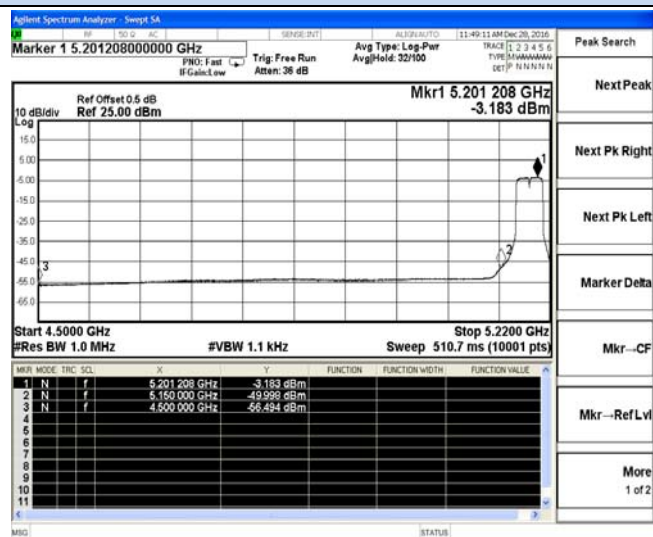 Agilent Spectrum Analyzer - Swept SA
RF 50 Ω AC SENSE:INT ALIGNAUTO 11:49:11 AM Dec 28, 2016
Marker 1 5.201208000000 GHz
PNO: Fast
IFGain:Low
Trig: Free Run
Atten: 36 dB
Avg Type: Log-Pwr
Avg|Hold: 32/100
TRACE 1 2 3 4 5 6
TYPE
DET P N N N N N
Ref Offset 0.5 dB
10 dB/div Ref 25.00 dBm
Log
Mkr1 5.201 208 GHz
-3.183 dBm
15.0
5.00
-5.00
-15.0
-25.0
-35.0
-45.0
-55.0
-65.0
1
2
3
Start 4.5000 GHz Stop 5.2200 GHz
#Res BW 1.0 MHz #VBW 1.1 kHz Sweep 510.7 ms (10001 pts)
MKR MODE TRC SCL X Y FUNCTION FUNCTION WIDTH FUNCTION VALUE
1 N f 5.201 208 GHz -3.183 dBm
2 N f 5.150 000 GHz -49.998 dBm
3 N f 4.500 000 GHz -56.494 dBm
4
5
6
7
8
9
10
11
MSG STATUS
Peak Search
Next Peak
Next Pk Right
Next Pk Left
Marker Delta
Mkr→CF
Mkr→Ref Lvl
More
1 of 2